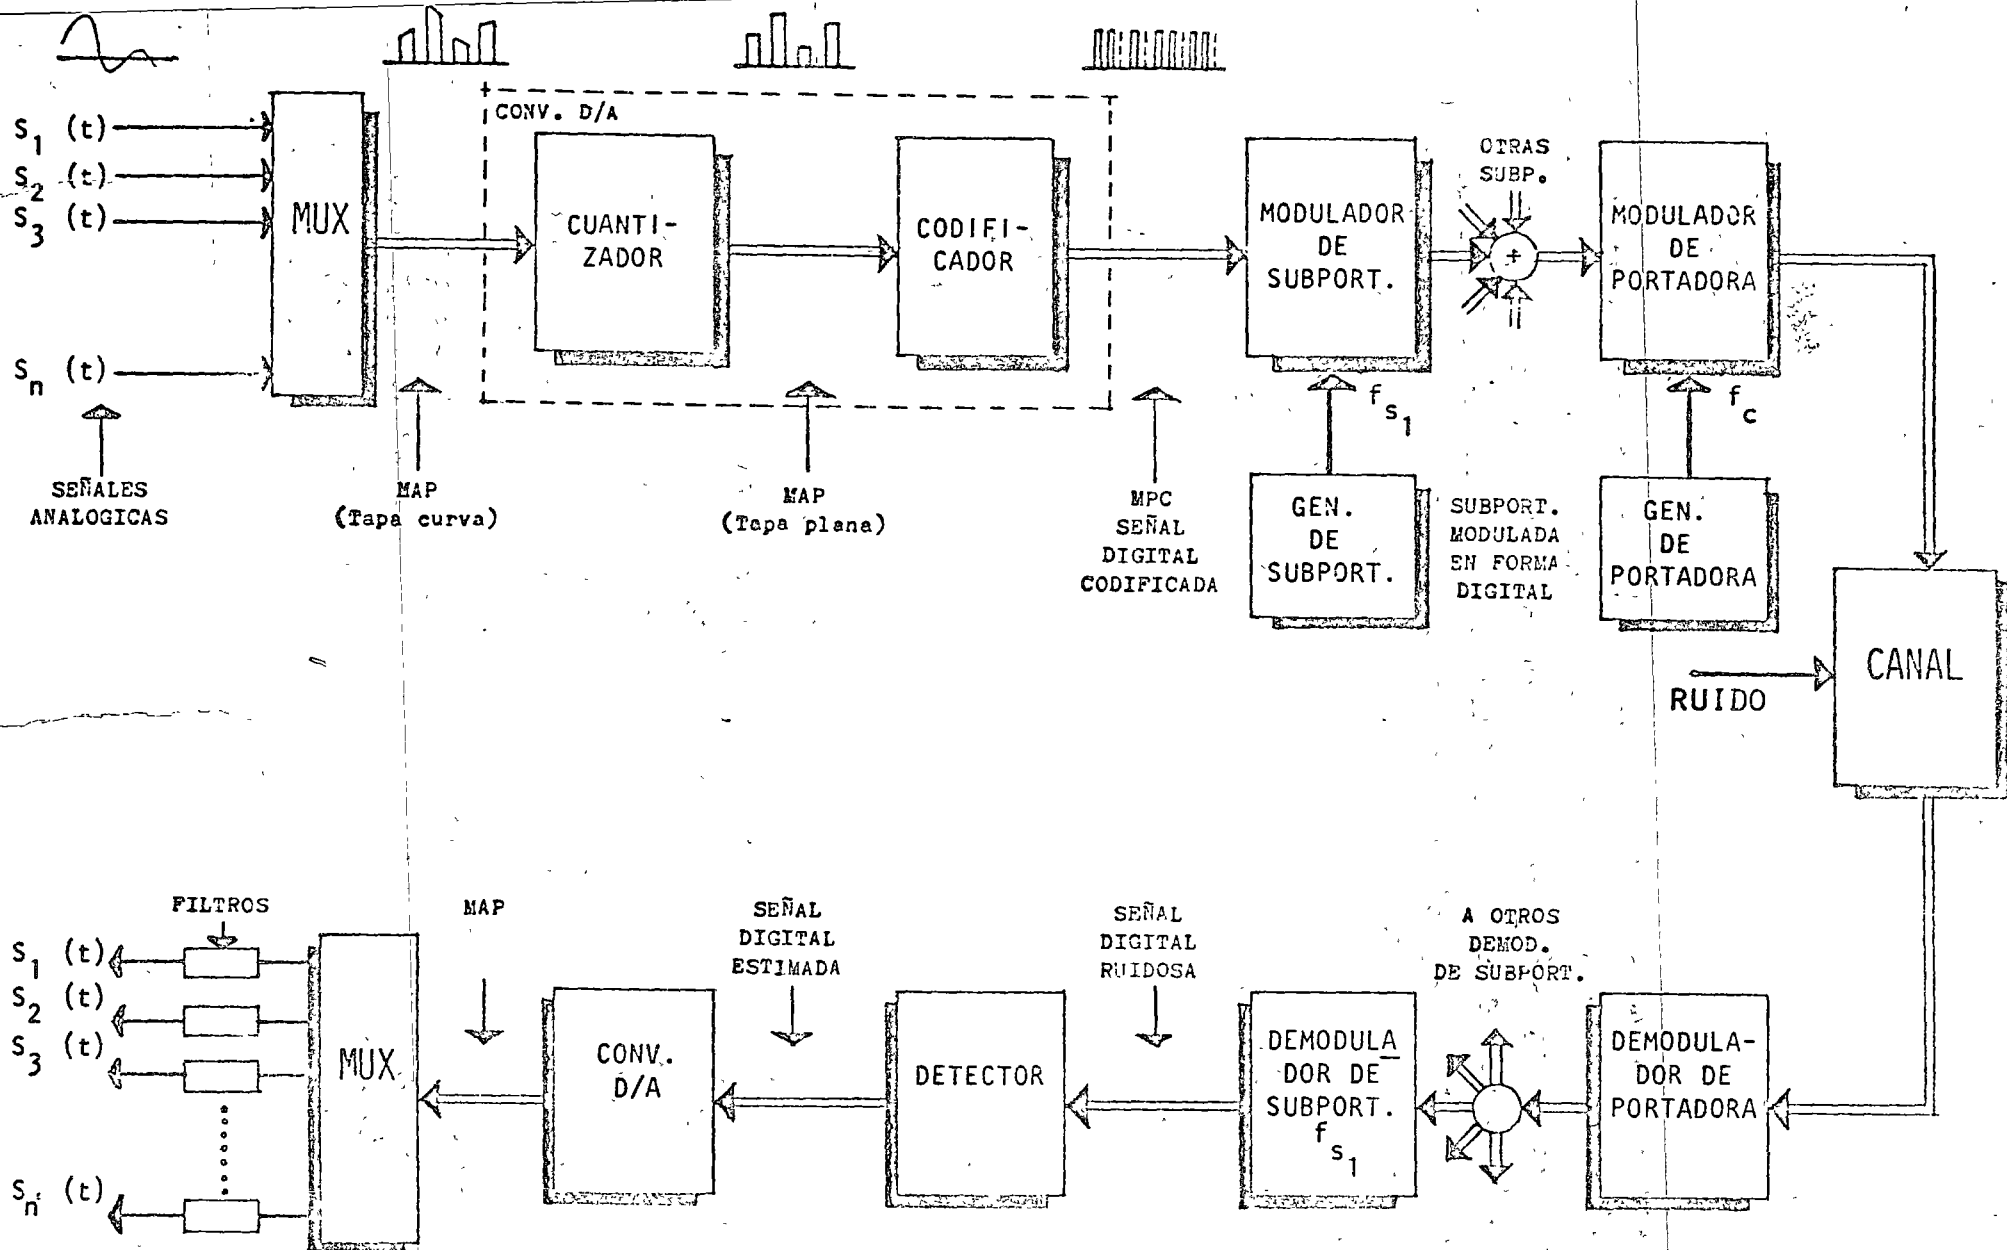 S1 (t)
S2 (t)
S3 (t)
Sn (t)
SEÑALES
ANALOGICAS
MUX
MAP
(Tapa curva)
CONV. D/A
CUANTI-
ZADOR
MAP
(Tapa plana)
CODIFI-
CADOR
MPC
SEÑAL
DIGITAL
CODIFICADA
MODULADOR
DE
SUBPORT.
fs1
GEN.
DE
SUBPORT.
OTRAS
SUBP.
+
SUBPORT.
MODULADA
EN FORMA
DIGITAL
MODULADOR
DE
PORTADORA
fc
GEN.
DE
PORTADORA
RUIDO
CANAL
DEMODULA-
DOR DE
PORTADORA
A OTROS
DEMOD.
DE SUBPORT.
DEMODULA
DOR DE
SUBPORT.
fs1
SEÑAL
DIGITAL
RUIDOSA
DETECTOR
SEÑAL
DIGITAL
ESTIMADA
CONV.
D/A
MAP
MUX
FILTROS
S1 (t)
S2 (t)
S3 (t)
Sn (t)